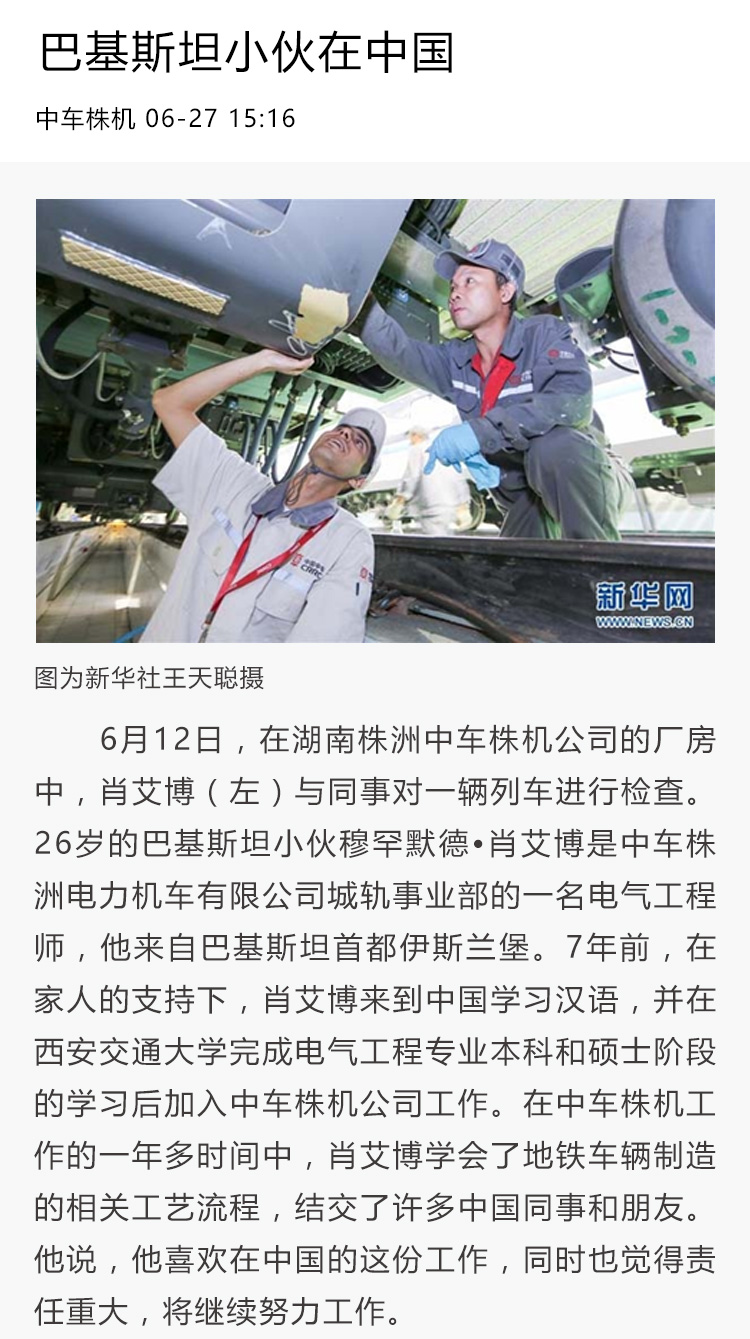 巴基斯坦小伙在中国
中车株机 06-27 15:16
中国中车
CRRC
新华网
WWW.NEWS.CN
图为新华社王天聪摄
6月12日，在湖南株洲中车株机公司的厂房
中，肖艾博（左）与同事对一辆列车进行检查。
26岁的巴基斯坦小伙穆罕默德•肖艾博是中车株
洲电力机车有限公司城轨事业部的一名电气工程
师，他来自巴基斯坦首都伊斯兰堡。7年前，在
家人的支持下，肖艾博来到中国学习汉语，并在
西安交通大学完成电气工程专业本科和硕士阶段
的学习后加入中车株机公司工作。在中车株机工
作的一年多时间中，肖艾博学会了地铁车辆制造
的相关工艺流程，结交了许多中国同事和朋友。
他说，他喜欢在中国的这份工作，同时也觉得责
任重大，将继续努力工作。